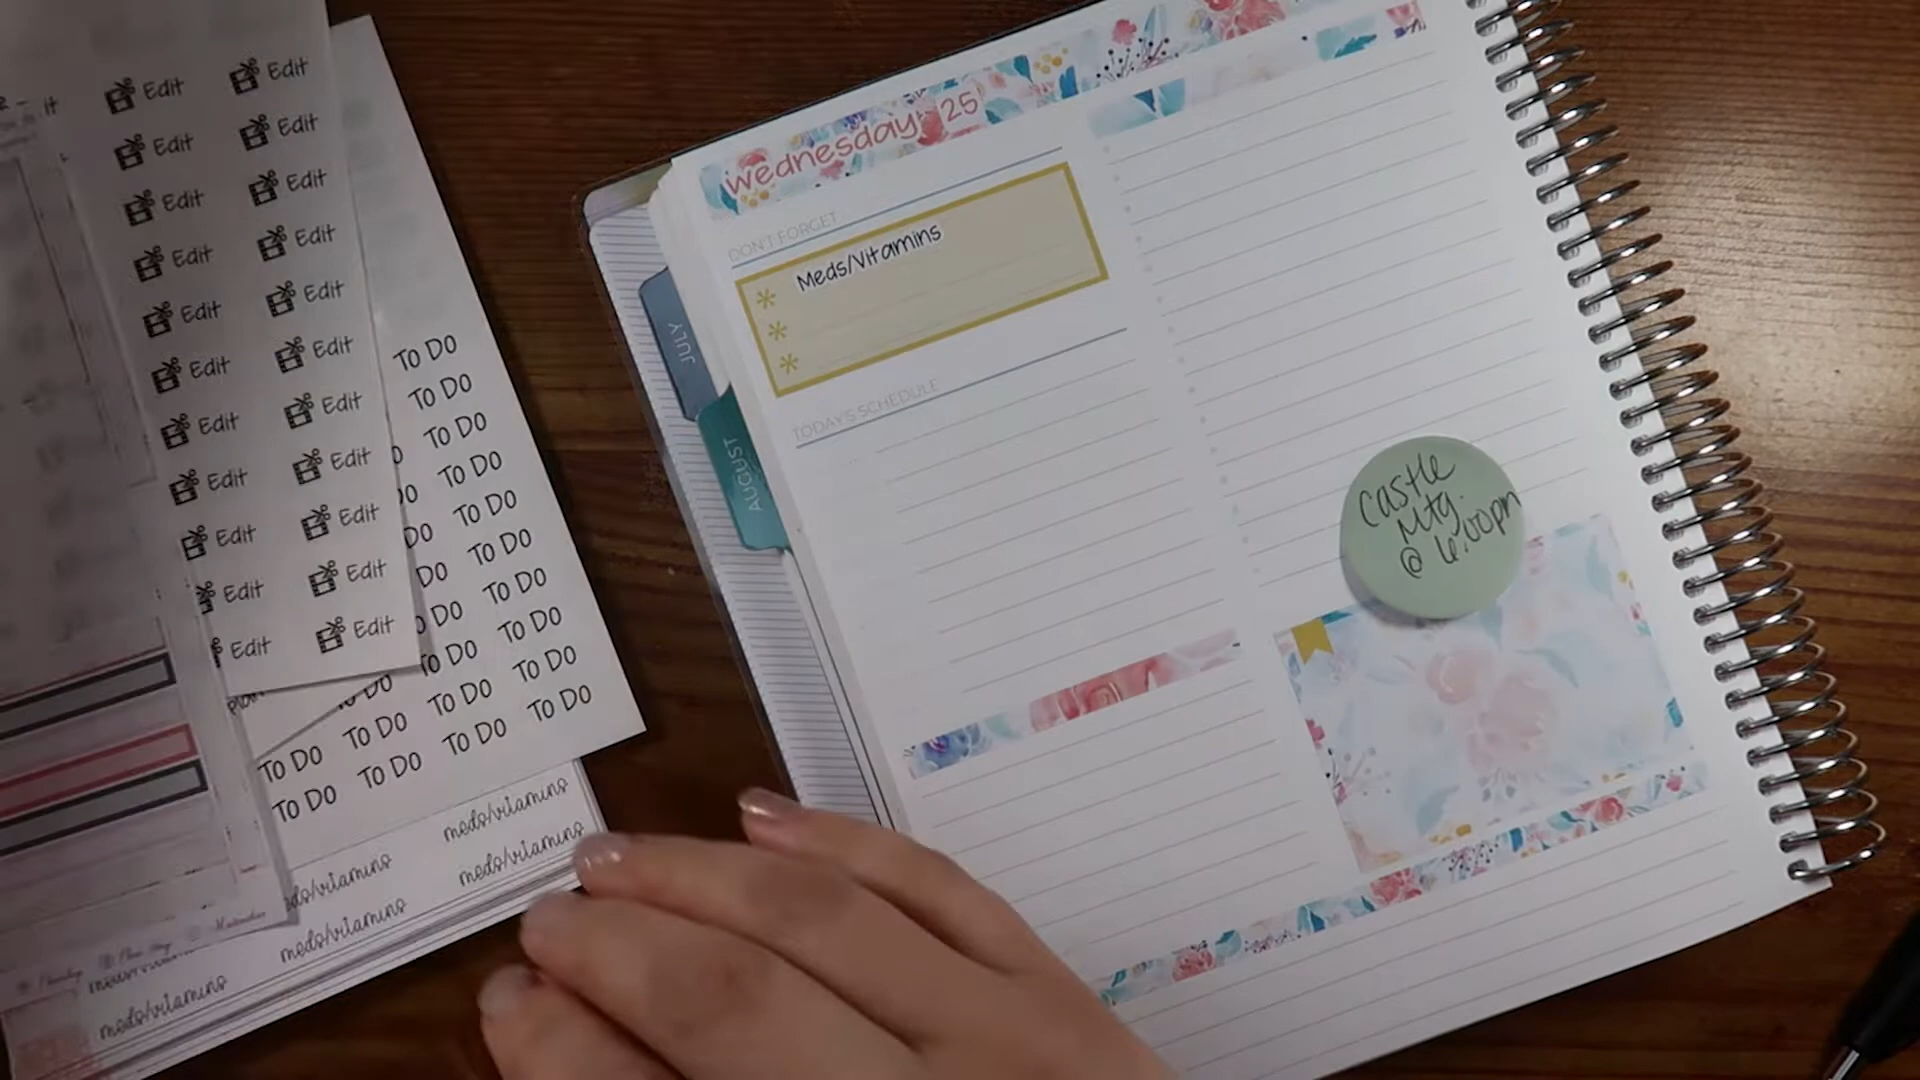 Edit Edit
Edit Edit
Edit Edit
Edit Edit
Edit Edit
Edit Edit
Edit Edit
Edit Edit
Edit Edit
Edit Edit
Edit Edit
To Do
To Do
To Do
To Do
To Do
To Do
To Do
To Do
To Do To Do
To Do To Do To Do
To Do To Do To Do
meds/vitamins
meds/vitamins
meds/vitamins
meds/vitamins
meds/vitamins
wednesday 25
DON'T FORGET
Meds/Vitamins
TODAY'S SCHEDULE
JULY
AUGUST
Castle
Mtg.
@ 6:00pm